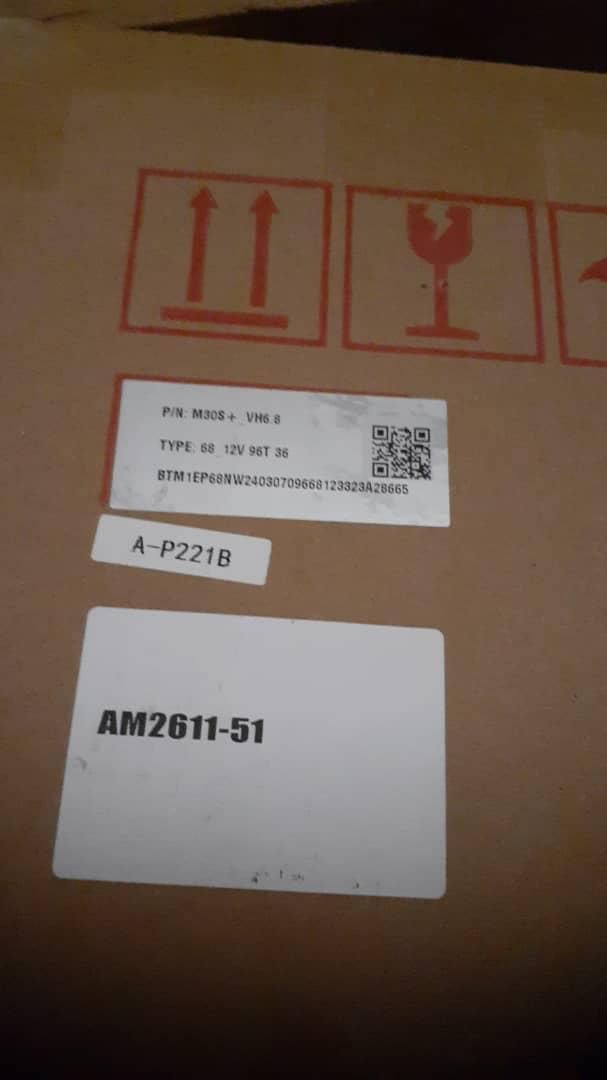 P/N: M30S+_VH6.8
TYPE: 68_12V 96T 36
BTM1EP68NW24030709668123323A28665
A-P221B
AM2611-51